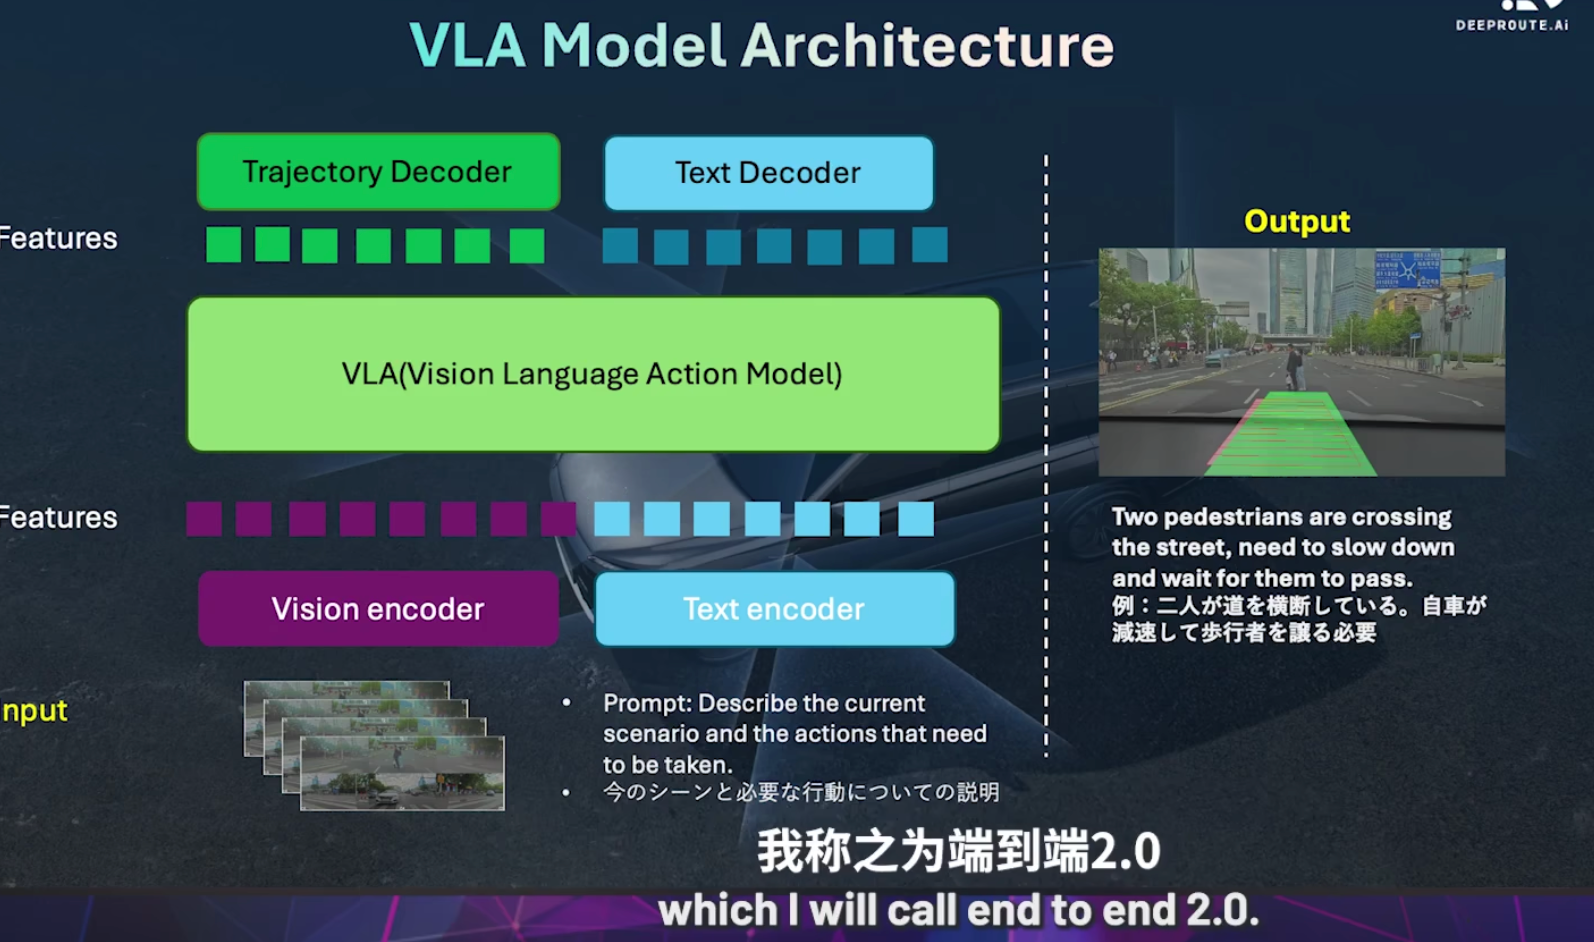 DEEPROUTE.Ai
VLA Model Architecture
Trajectory Decoder
Text Decoder
Features
Output
VLA(Vision Language Action Model)
Features
Two pedestrians are crossing
the street, need to slow down
and wait for them to pass.
例：二人が道を横断している。自車が
減速して歩行者を譲る必要
Vision encoder
Text encoder
nput
• Prompt: Describe the current
scenario and the actions that need
to be taken.
• 今のシーンと必要な行動についての説明
我称之为端到端2.0
which I will call end to end 2.0.